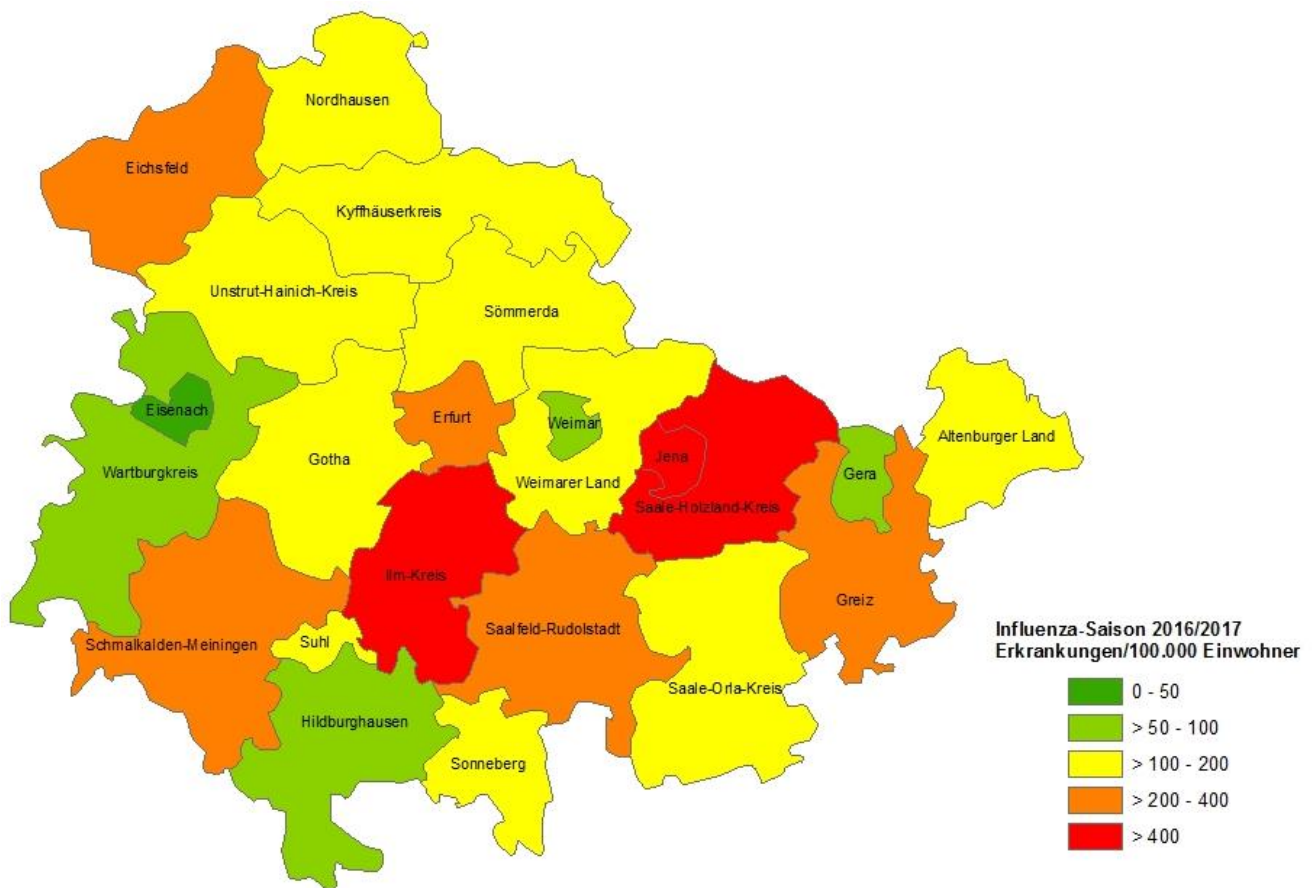 Nordhausen
Eichsfeld
Kyffhäuserkreis
Unstrut-Hainich-Kreis
Sömmerda
Eisenach
Erfurt
Weimar
Altenburger Land
Gotha
Jena
Wartburgkreis
Gera
Weimarer Land
Saale-Holzland-Kreis
Ilm-Kreis
Greiz
Saalfeld-Rudolstadt
Suhl
Schmalkalden-Meiningen
Saale-Orla-Kreis
Hildburghausen
Sonneberg
Influenza-Saison 2016/2017
Erkrankungen/100.000 Einwohner
0 - 50
> 50 - 100
> 100 - 200
> 200 - 400
> 400